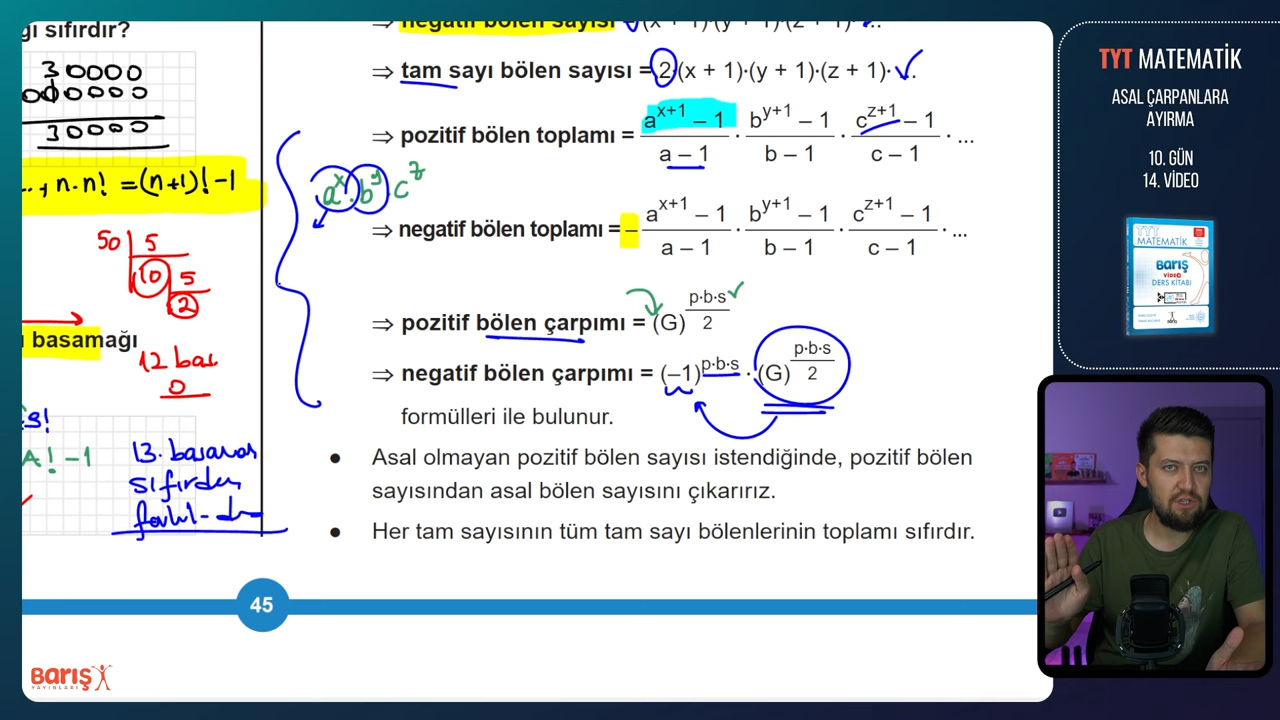 ğı sıfırdır?
30000
30000
.., n·n! = (n+1)! -1
50 5
10 5
2
ı basamağı
12 bas
0
S!
A! -1
13. basamak
sıfırdan
⇒ negatif bölen sayısı
⇒ tam sayı bölen sayısı = 2·(x + 1)·(y + 1)·(z + 1)· ...
⇒ pozitif bölen toplamı = a^x+1 – 1 / a – 1 · b^y+1 – 1 / b – 1 · c^z+1 – 1 / c – 1 · ...
a^x · b^y · c^z
⇒ negatif bölen toplamı = – a^x+1 – 1 / a – 1 · b^y+1 – 1 / b – 1 · c^z+1 – 1 / c – 1 · ...
⇒ pozitif bölen çarpımı = (G)^p·b·s / 2
⇒ negatif bölen çarpımı = (–1)^p·b·s · (G)^p·b·s / 2
formülleri ile bulunur.
• Asal olmayan pozitif bölen sayısı istendiğinde, pozitif bölen
sayısından asal bölen sayısını çıkarırız.
• Her tam sayısının tüm tam sayı bölenlerinin toplamı sıfırdır.
45
BARIŞ
YAYINLARI
TYT MATEMATİK
ASAL ÇARPANLARA
AYIRMA
10. GÜN
14. VİDEO
TYT
MATEMATİK
BARIŞ
VİDEO
DERS KİTABI